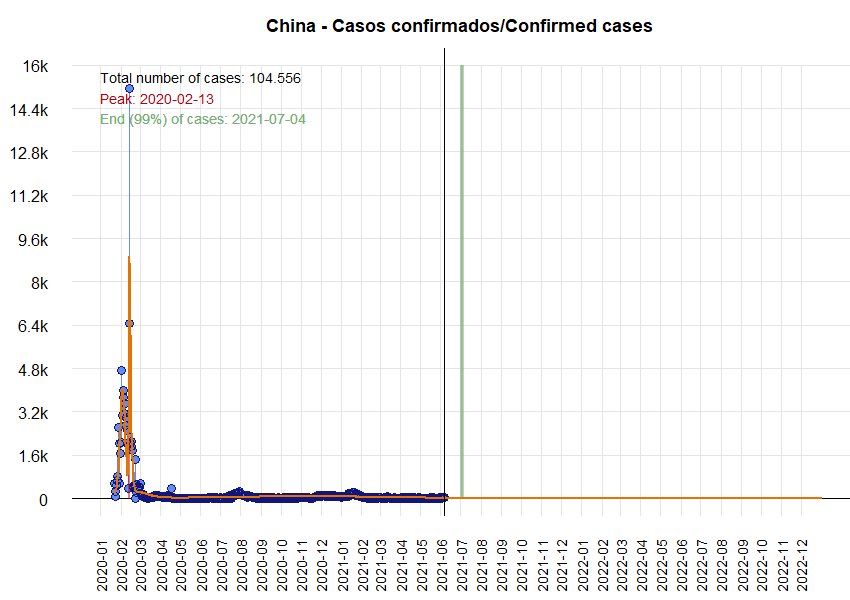 China - Casos confirmados/Confirmed cases
Total number of cases: 104.556
Peak: 2020-02-13
End (99%) of cases: 2021-07-04
16k
14.4k
12.8k
11.2k
9.6k
8k
6.4k
4.8k
3.2k
1.6k
0
2020-01
2020-02
2020-03
2020-04
2020-05
2020-06
2020-07
2020-08
2020-09
2020-10
2020-11
2020-12
2021-01
2021-02
2021-03
2021-04
2021-05
2021-06
2021-07
2021-08
2021-09
2021-10
2021-11
2021-12
2022-01
2022-02
2022-03
2022-04
2022-05
2022-06
2022-07
2022-08
2022-09
2022-10
2022-11
2022-12